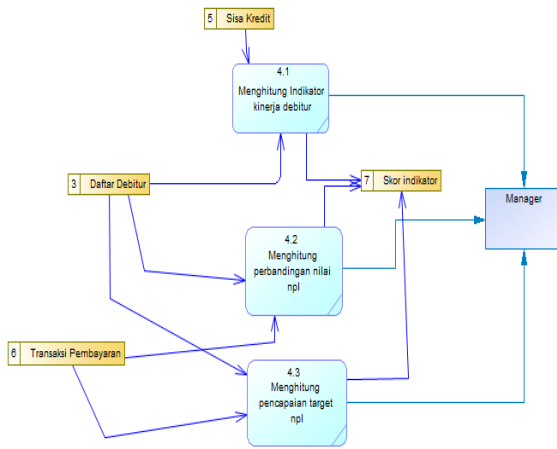 5 Sisa Kredit
4.1
Menghitung Indikator
kinerja debitur
3 Daftar Debitur
7 Skor indikator
Manager
4.2
Menghitung
perbandingan nilai
npl
6 Transaksi Pembayaran
4.3
Menghitung
pencapaian target
npl